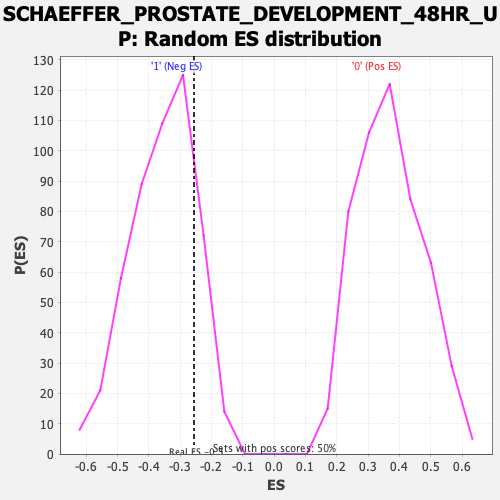 SCHAEFFER_PROSTATE_DEVELOPMENT_48HR_U
P: Random ES distribution
'1' (Neg ES)
'0' (Pos ES)
130
120
110
100
90
80
70
60
50
40
30
20
10
0
P(ES)
Real ES
Sets with pos scores: 50%
-0.6 -0.5 -0.4 -0.3 -0.2 -0.1 0.0 0.1 0.2 0.3 0.4 0.5 0.6
ES